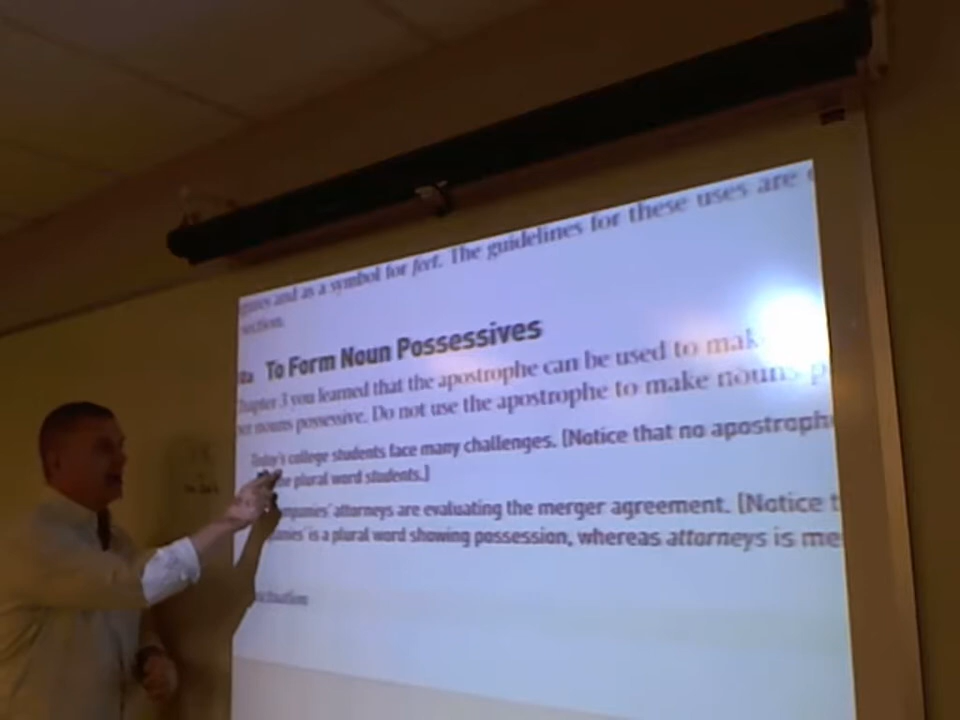 and as a symbol for feet. The guidelines for these uses are
section.
To Form Noun Possessives
Chapter 3 you learned that the apostrophe can be used to mak
nouns possessive. Do not use the apostrophe to make nouns p
Today's college students face many challenges. (Notice that no apostroph
the plural word students.)
mpanies' attorneys are evaluating the merger agreement. (Notice t
anies' is a plural word showing possession, whereas attorneys is me